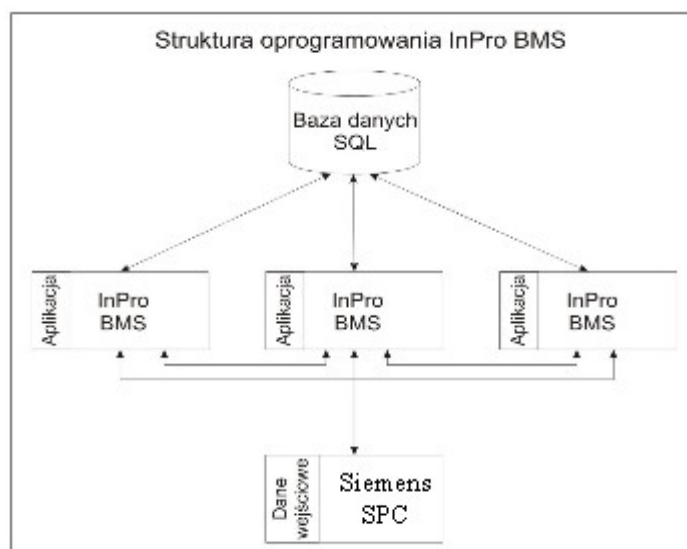 Struktura oprogramowania InPro BMS
Baza danych
SQL
Aplikacja
InPro
BMS
Aplikacja
InPro
BMS
Aplikacja
InPro
BMS
Dane
wejściowe
Siemens
SPC